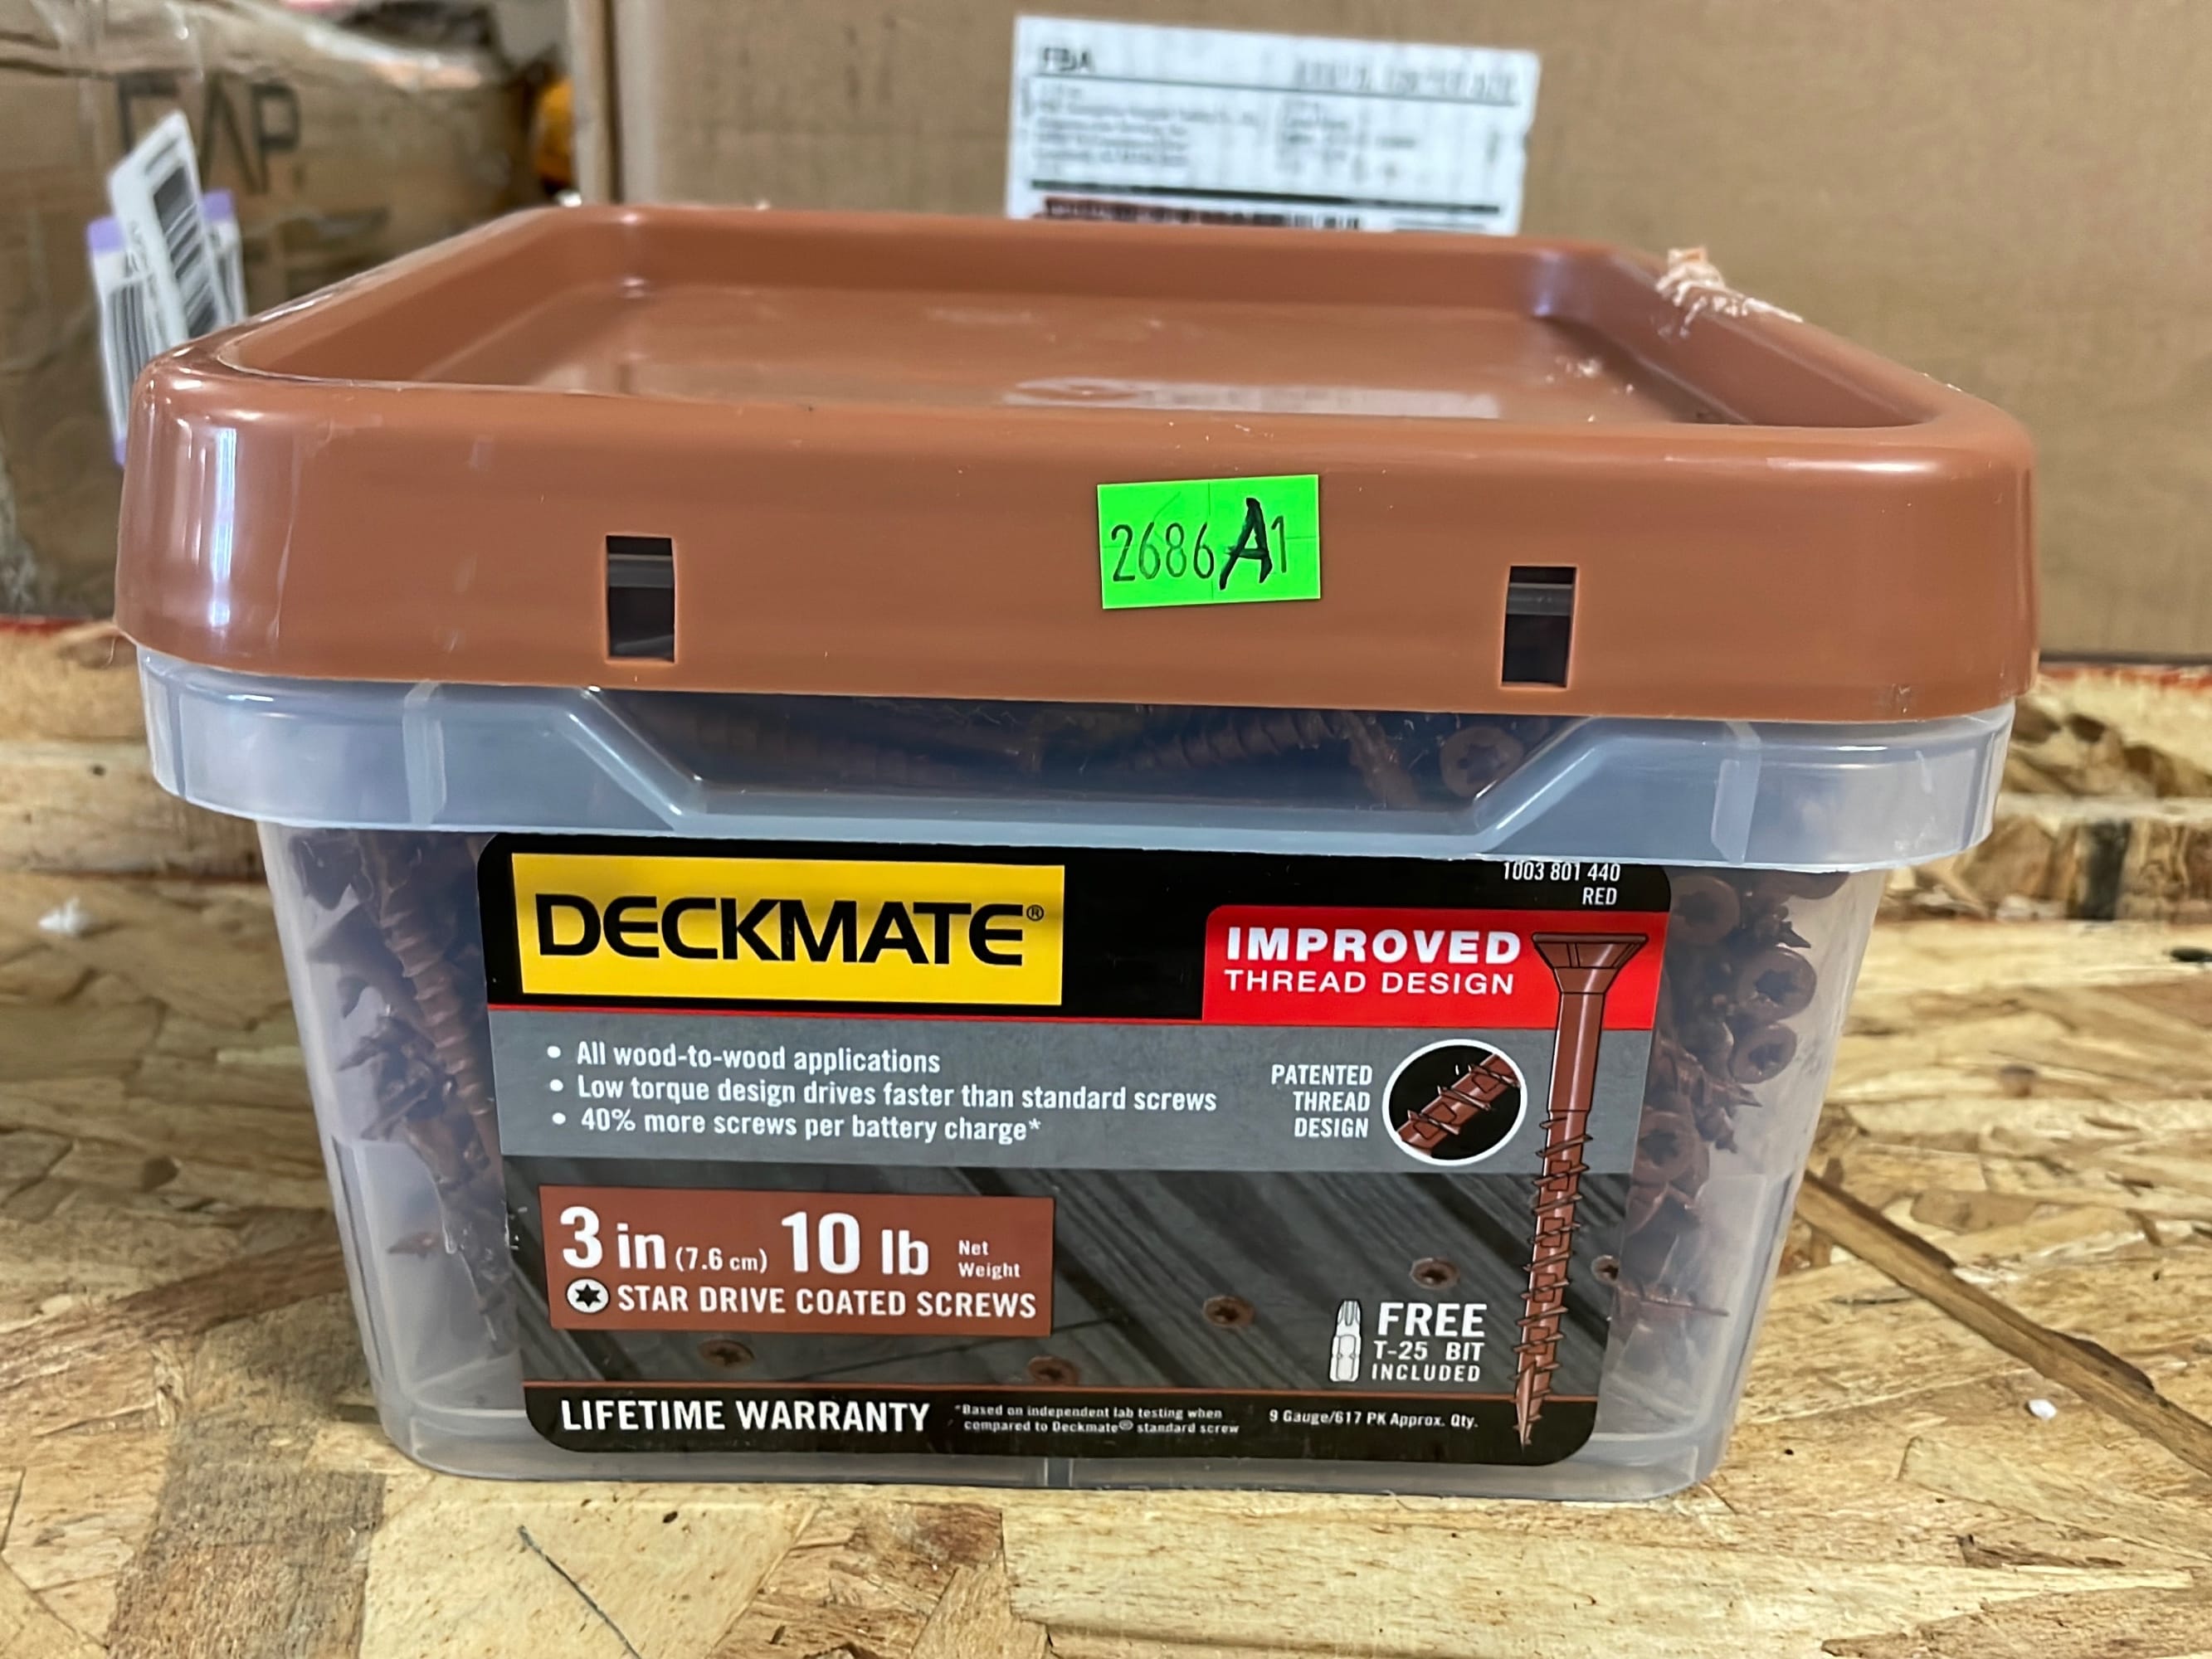 FBA
2686A1
DECKMATE®
1003 801 440
RED
IMPROVED
THREAD DESIGN
• All wood-to-wood applications
• Low torque design drives faster than standard screws
• 40% more screws per battery charge*
PATENTED
THREAD
DESIGN
3 in (7.6 cm) 10 lb Net Weight
STAR DRIVE COATED SCREWS
FREE
T-25 BIT
INCLUDED
LIFETIME WARRANTY
*Based on independent lab testing when
compared to Deckmate® standard screw
9 Gauge/617 PK Approx. Qty.